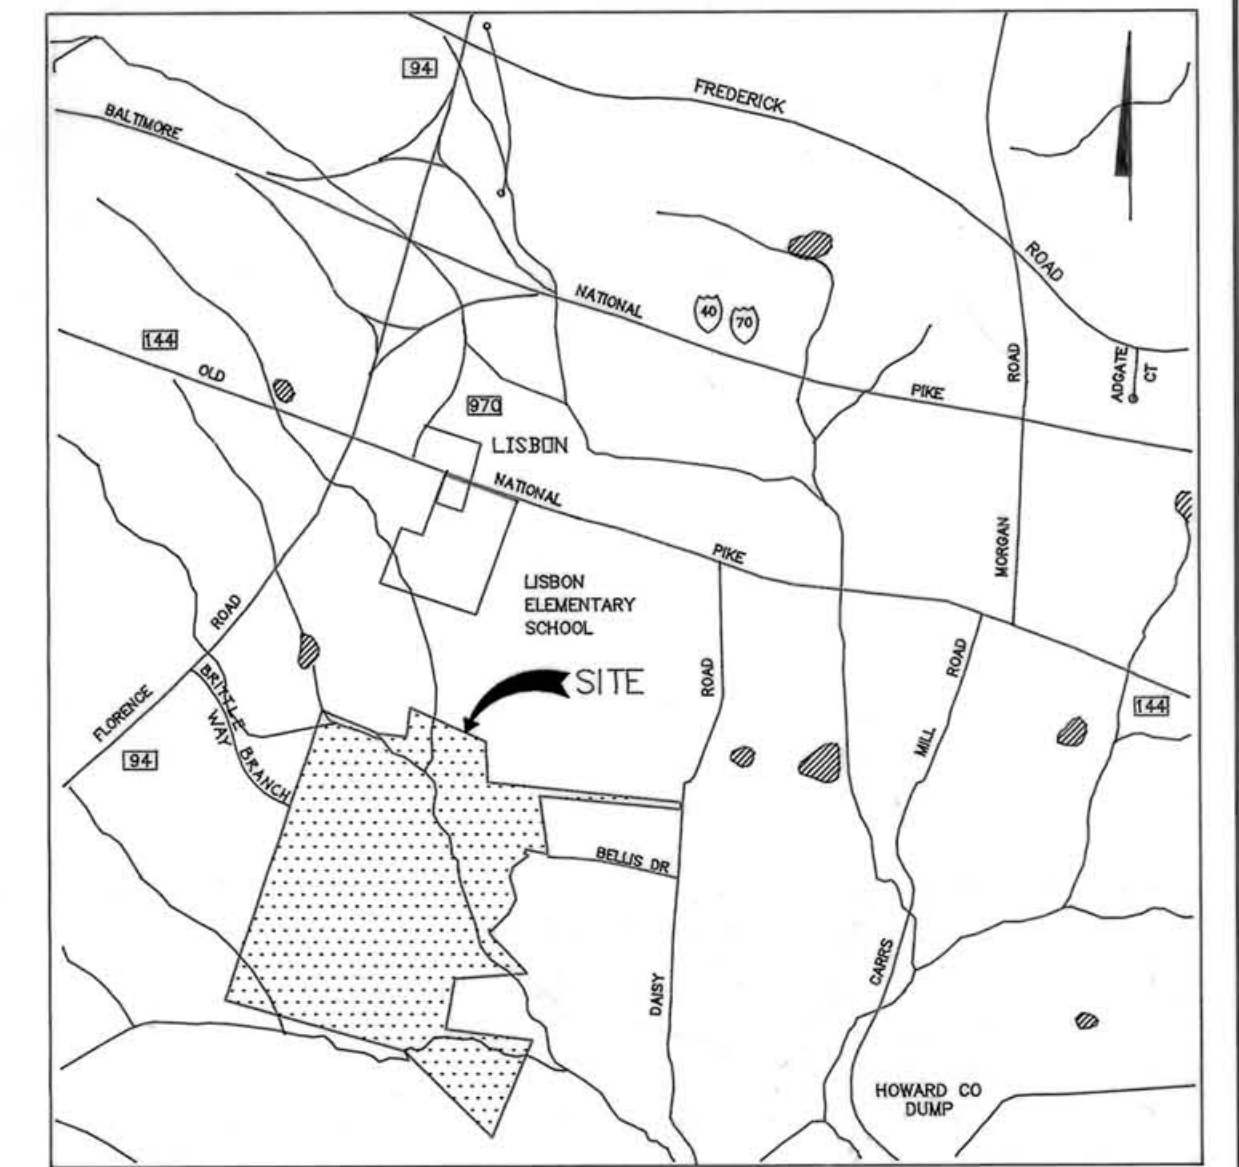 94
FREDERICK
BALTIMORE
ROAD
NATIONAL
40
70
144
OLD
ROAD
ADGATE
CT
PIKE
970
LISBON
NATIONAL
MORGAN
PIKE
LISBON
ELEMENTARY
SCHOOL
ROAD
ROAD
ROAD
SITE
BRITTLE
WAY
BRANCH
FLORENCE
144
MILL
94
BELLIS DR
CARRS
DAISY
HOWARD CO
DUMP